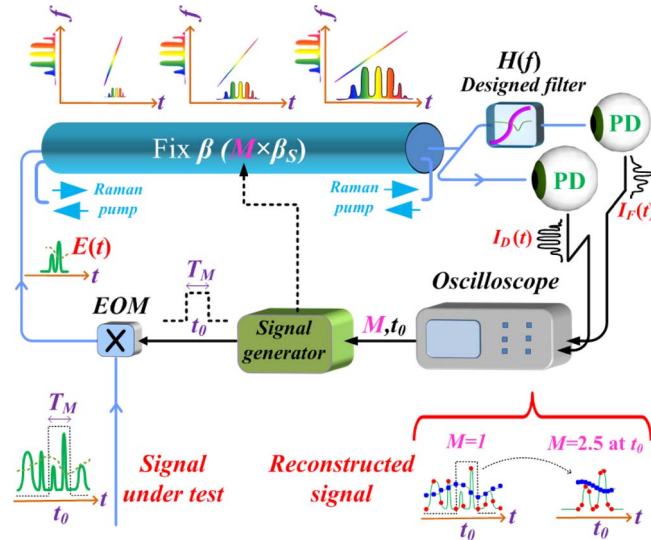 f
f
f
t
t
t
H(f)
Designed filter
PD
Fix β (M×βS)
PD
Raman
pump
Raman
pump
IF(t)
ID(t)
E(t)
t
TM
Oscilloscope
EOM
t0
Signal
generator
M,t0
TM
M=1
M=2.5 at t0
Signal
under test
Reconstructed
signal
t0
t
t0
t
t0
t